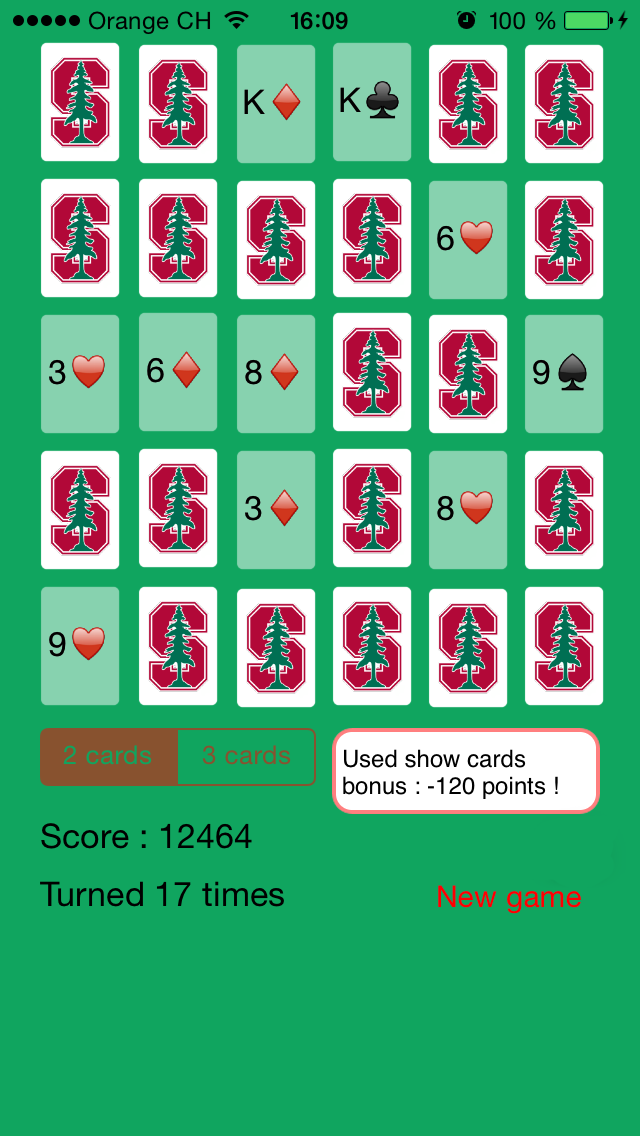 ●●●●● Orange CH 16:09 100 %
K♦ K♣
6♥
3♥ 6♦ 8♦ 9♠
3♦ 8♥
9♥
2 cards 3 cards
Used show cards
bonus : -120 points !
Score : 12464
Turned 17 times
New game